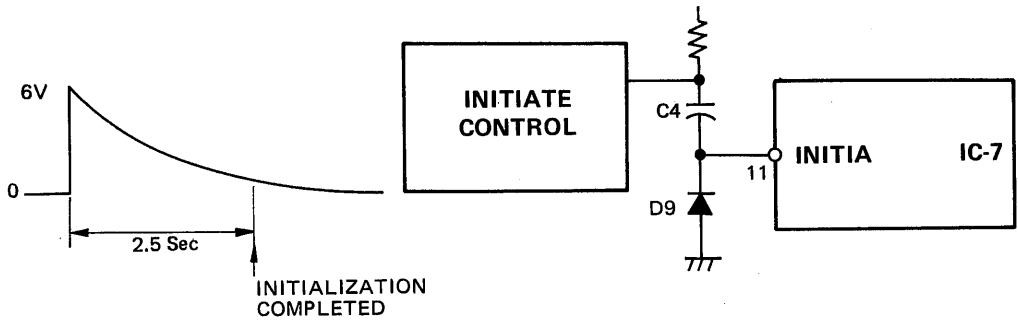 6V
0
2.5 Sec
INITIALIZATION
COMPLETED
INITIATE
CONTROL
C4
D9
11
INITIA
IC-7